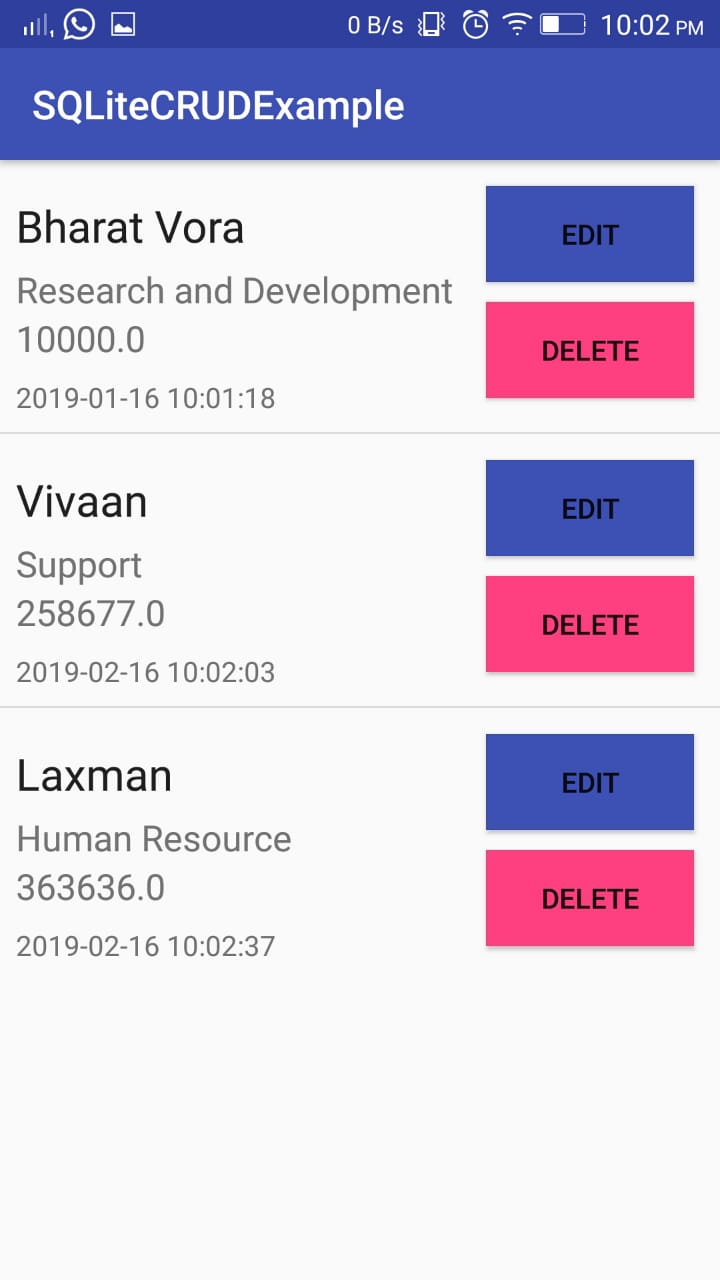 0 B/s 10:02 PM
SQLiteCRUDExample
Bharat Vora
EDIT
Research and Development
10000.0
DELETE
2019-01-16 10:01:18
Vivaan
EDIT
Support
258677.0
DELETE
2019-02-16 10:02:03
Laxman
EDIT
Human Resource
363636.0
DELETE
2019-02-16 10:02:37